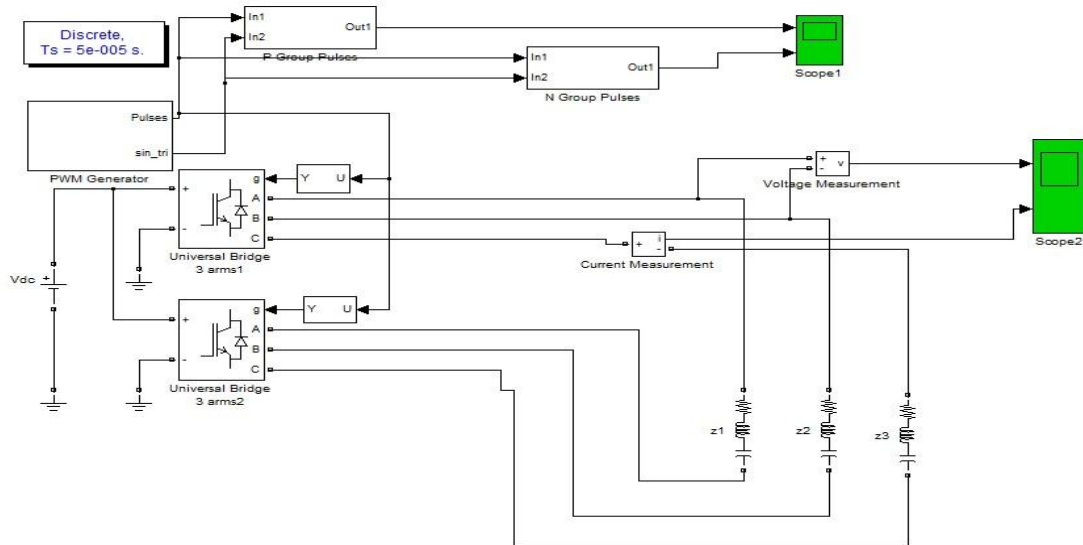 Discrete,
Ts = 5e-005 s.
In1
In2
Out1
P Group Pulses
In1
In2
Out1
N Group Pulses
Scope1
Pulses
sin_tri
PWM Generator
+
-
g
A
B
C
Universal Bridge
3 arms1
Y U
+
-
v
Voltage Measurement
Scope2
+
i
-
Current Measurement
Vdc
+
+
-
g
A
B
C
Universal Bridge
3 arms2
Y U
z1
z2
z3